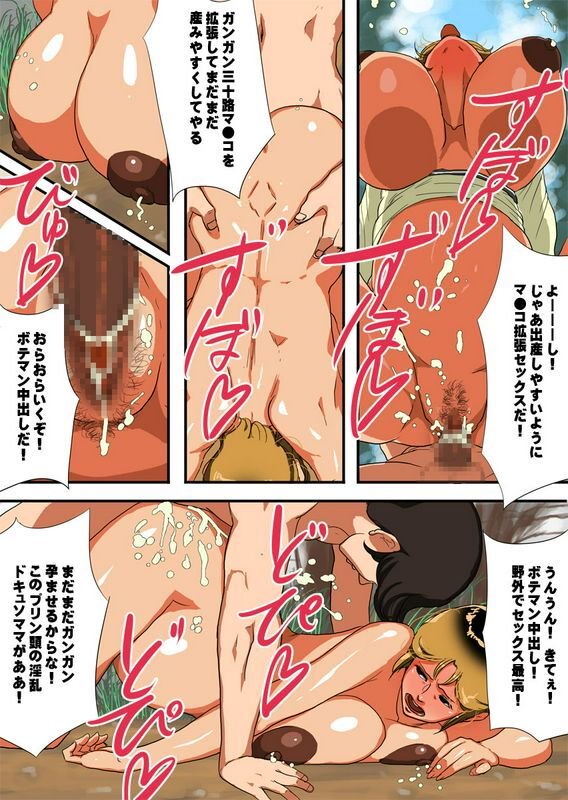 よーーーし!
じゃあ出産しやすいように
マ●コ拡張セックスだ!
ずぼ
ずぼ
ガンガン三十路マ●コを
拡張してまだまだ
産みやすくしてやる
ずぼ
びゅ
おらおらいくぞ!
ボテマン中出しだ!
うんうん! きてぇ!
ボテマン中出し!
野外でセックス最高!
どぴゅ
どぴ
まだまだガンガン
孕ませるからな!
このプリン頭の淫乱
ドキュソママがぁあ!